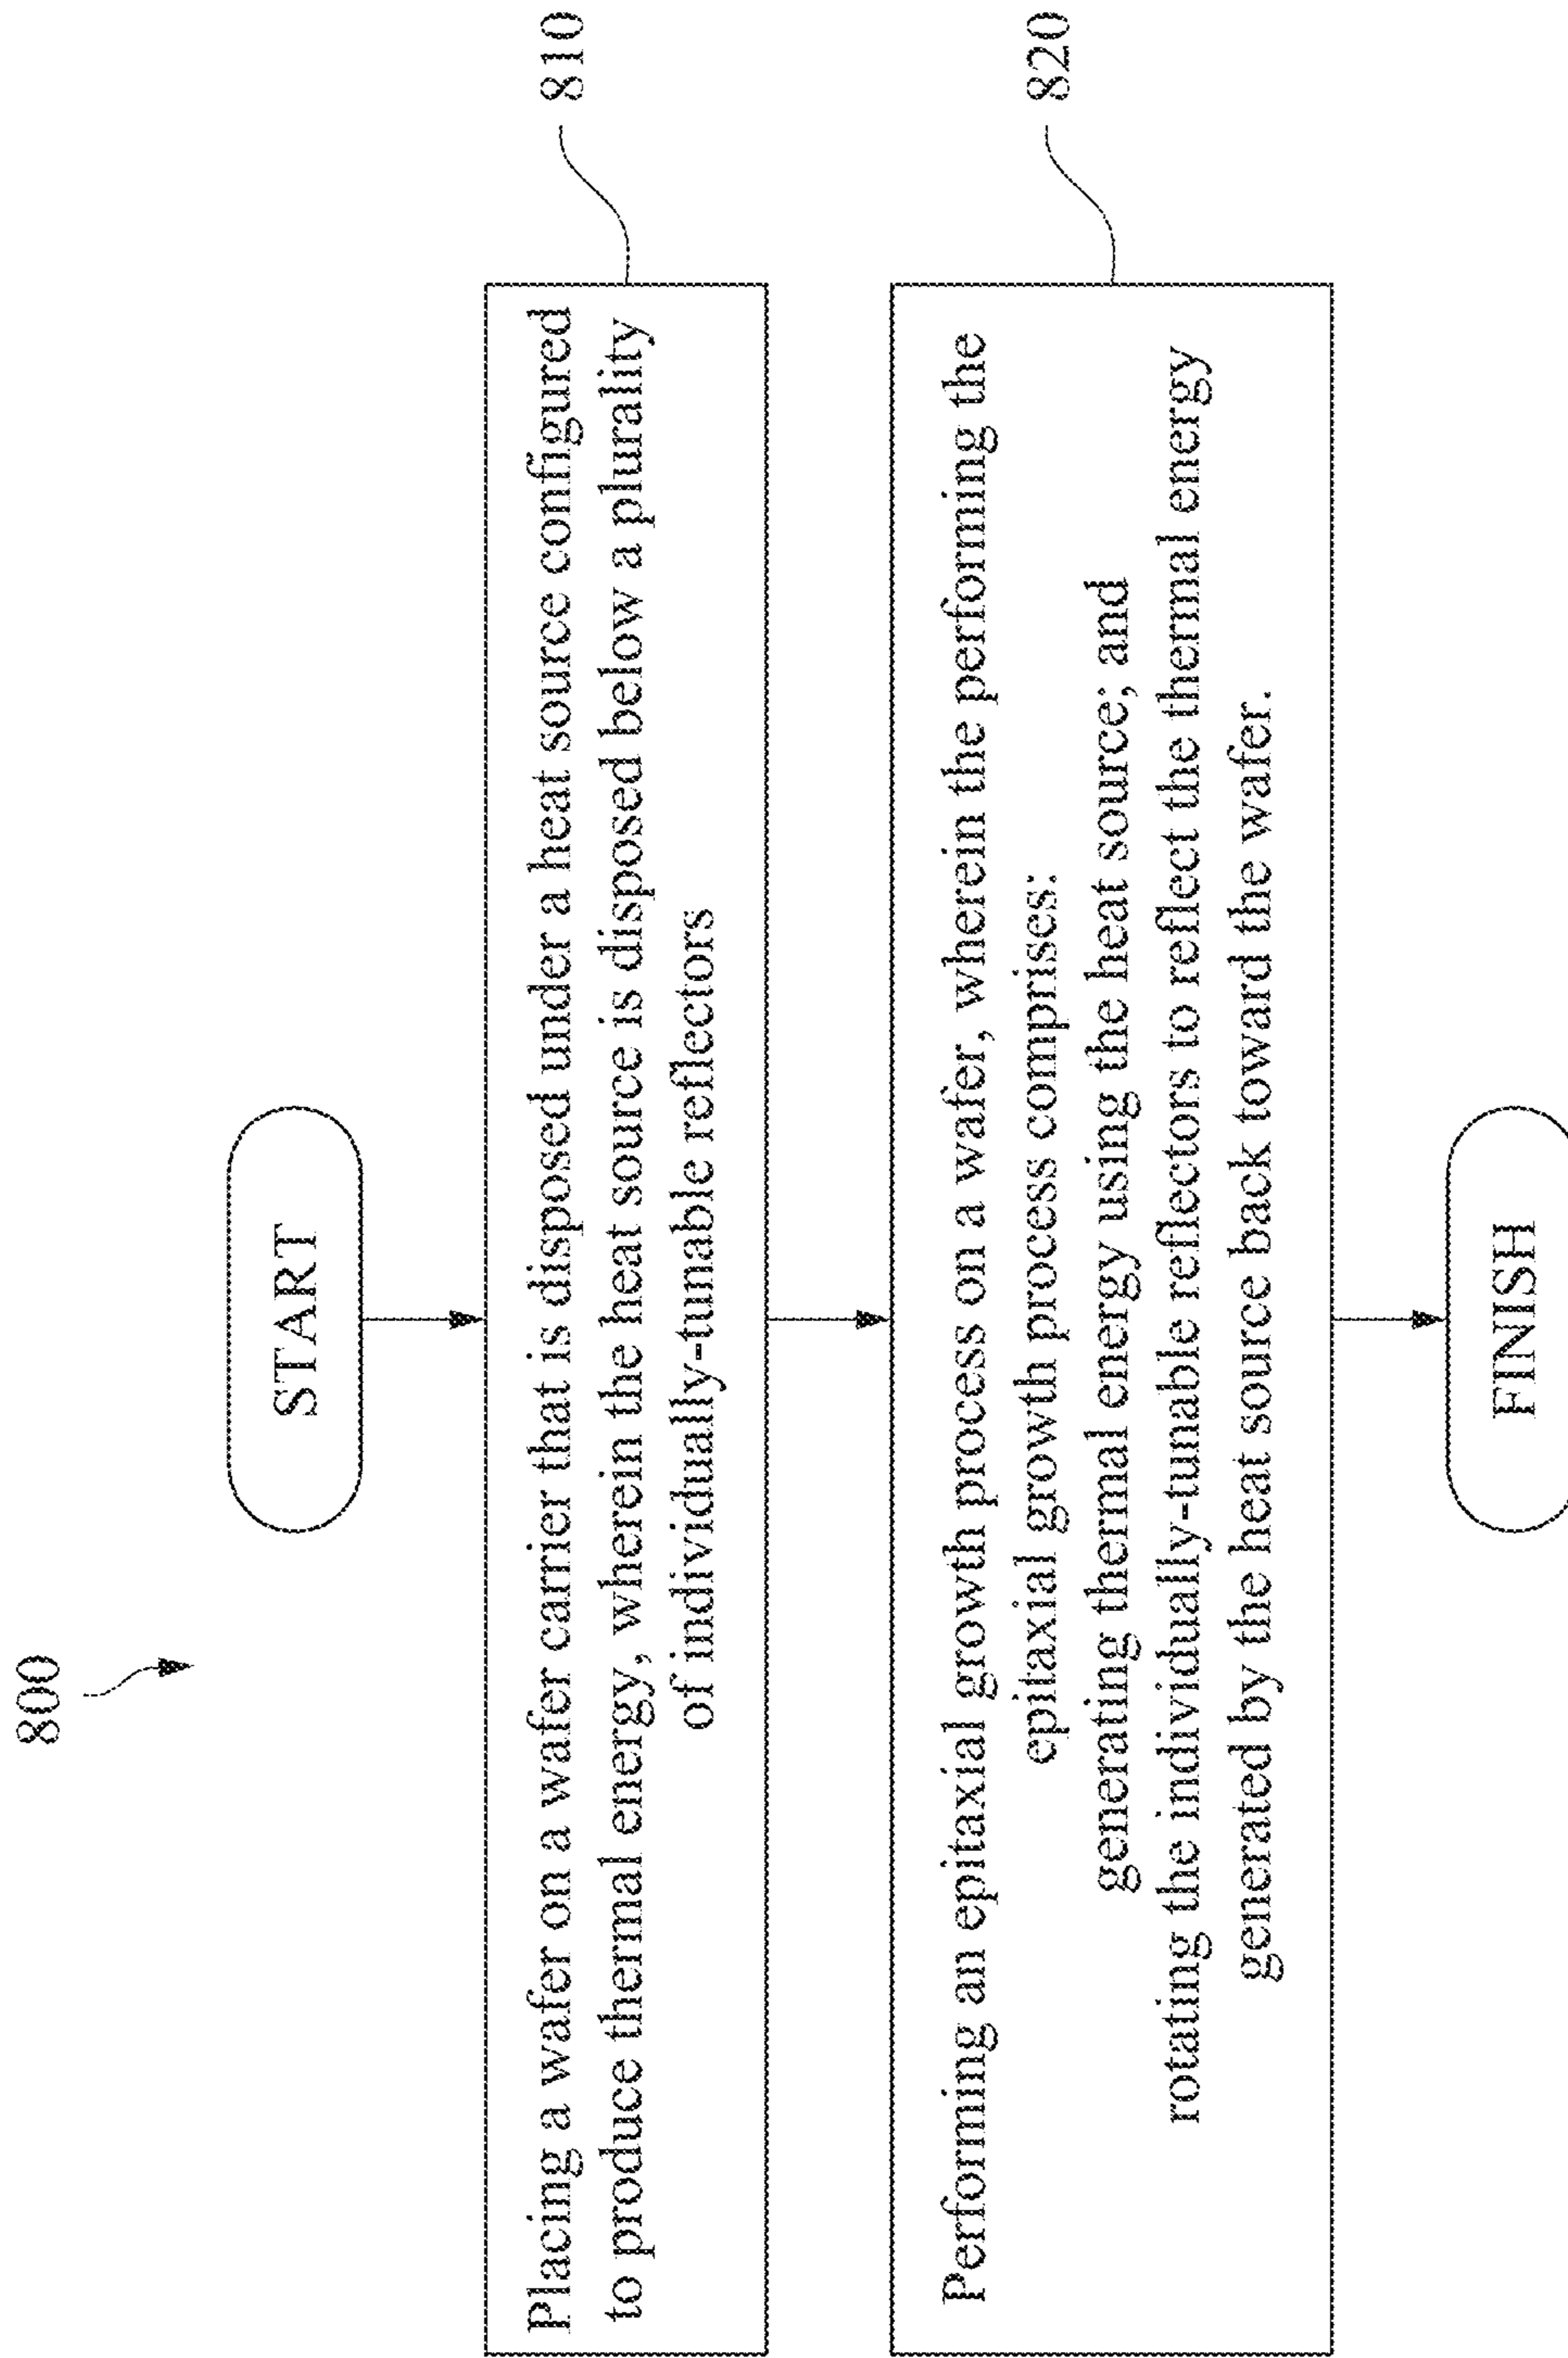 800
START
Placing a wafer on a wafer carrier that is disposed under a heat source configured
to produce thermal energy, wherein the heat source is disposed below a plurality
of individually-tunable reflectors
810
Performing an epitaxial growth process on a wafer, wherein the performing the
epitaxial growth process comprises:
generating thermal energy using the heat source; and
rotating the individually-tunable reflectors to reflect the thermal energy
generated by the heat source back toward the wafer.
820
FINISH